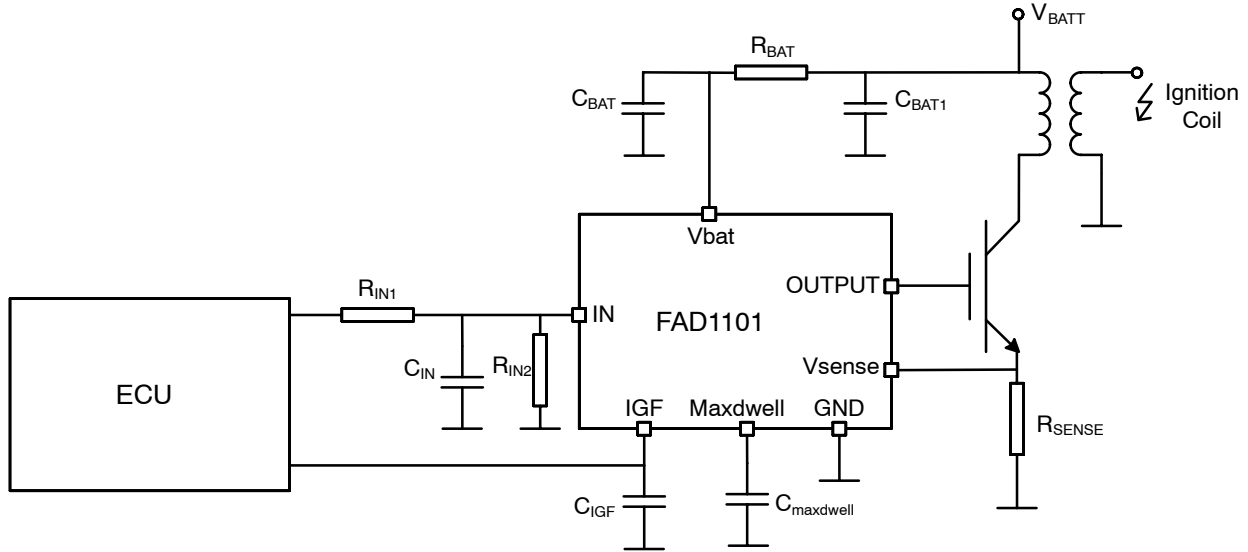 V_BATT
R_BAT
C_BAT
C_BAT1
Ignition
Coil
Vbat
OUTPUT
R_IN1
IN
FAD1101
Vsense
C_IN
R_IN2
ECU
IGF
Maxdwell
GND
R_SENSE
C_IGF
C_maxdwell